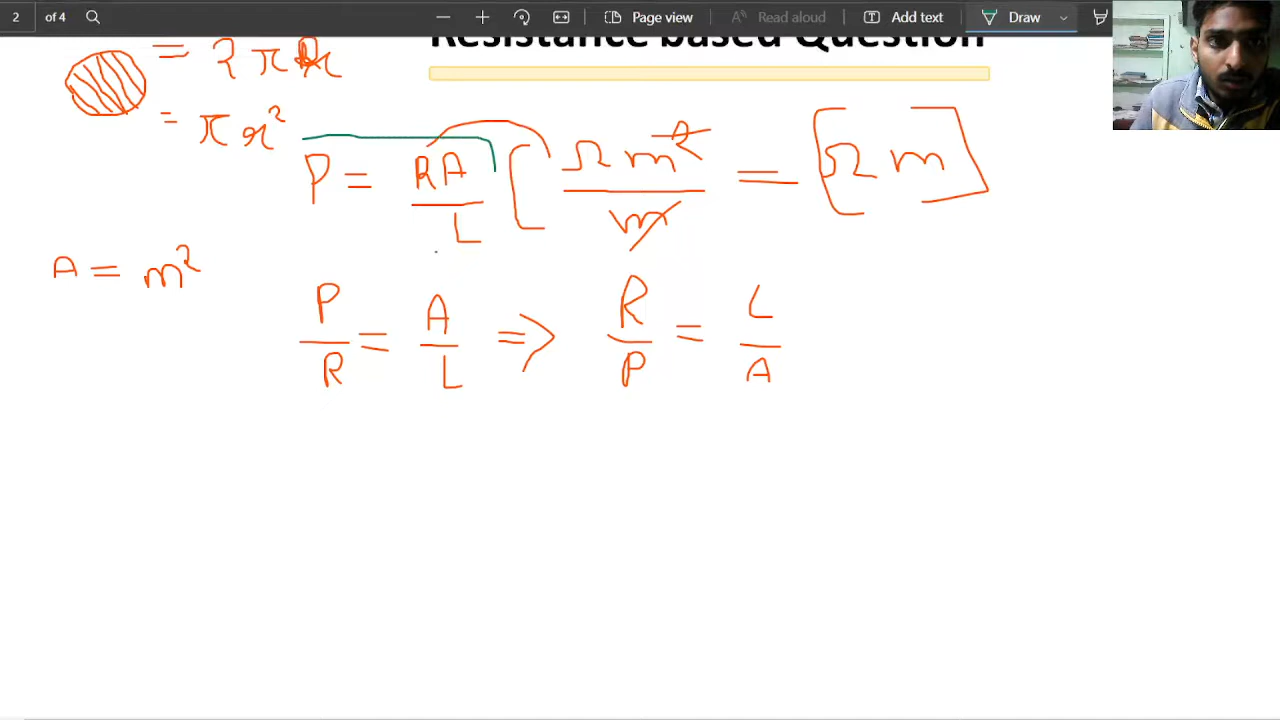 2 of 4 Page view Read aloud Add text Draw
Resistance based Question
= 2πr
= πr²
P = RA / L [ Ω m² / m = [Ω m]
A = m²
P / R = A / L ⇒ R / P = L / A